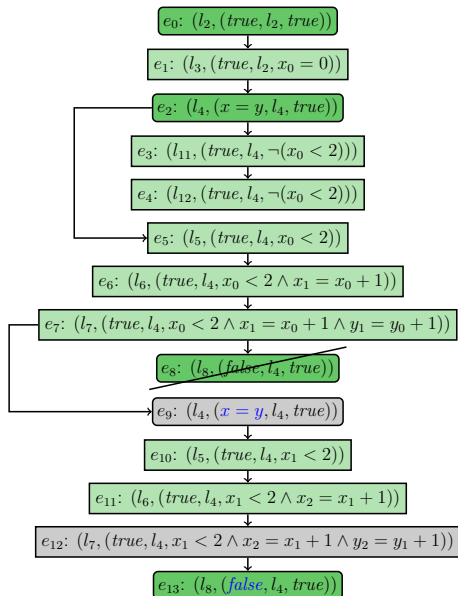 e₀: (l₂, (true, l₂, true))
e₁: (l₃, (true, l₂, x₀ = 0))
e₂: (l₄, (x = y, l₄, true))
e₃: (l₁₁, (true, l₄, ¬(x₀ < 2)))
e₄: (l₁₂, (true, l₄, ¬(x₀ < 2)))
e₅: (l₅, (true, l₄, x₀ < 2))
e₆: (l₆, (true, l₄, x₀ < 2 ∧ x₁ = x₀ + 1))
e₇: (l₇, (true, l₄, x₀ < 2 ∧ x₁ = x₀ + 1 ∧ y₁ = y₀ + 1))
e₈: (l₈, (false, l₄, true))
e₉: (l₄, (x = y, l₄, true))
e₁₀: (l₅, (true, l₄, x₁ < 2))
e₁₁: (l₆, (true, l₄, x₁ < 2 ∧ x₂ = x₁ + 1))
e₁₂: (l₇, (true, l₄, x₁ < 2 ∧ x₂ = x₁ + 1 ∧ y₂ = y₁ + 1))
e₁₃: (l₈, (false, l₄, true))